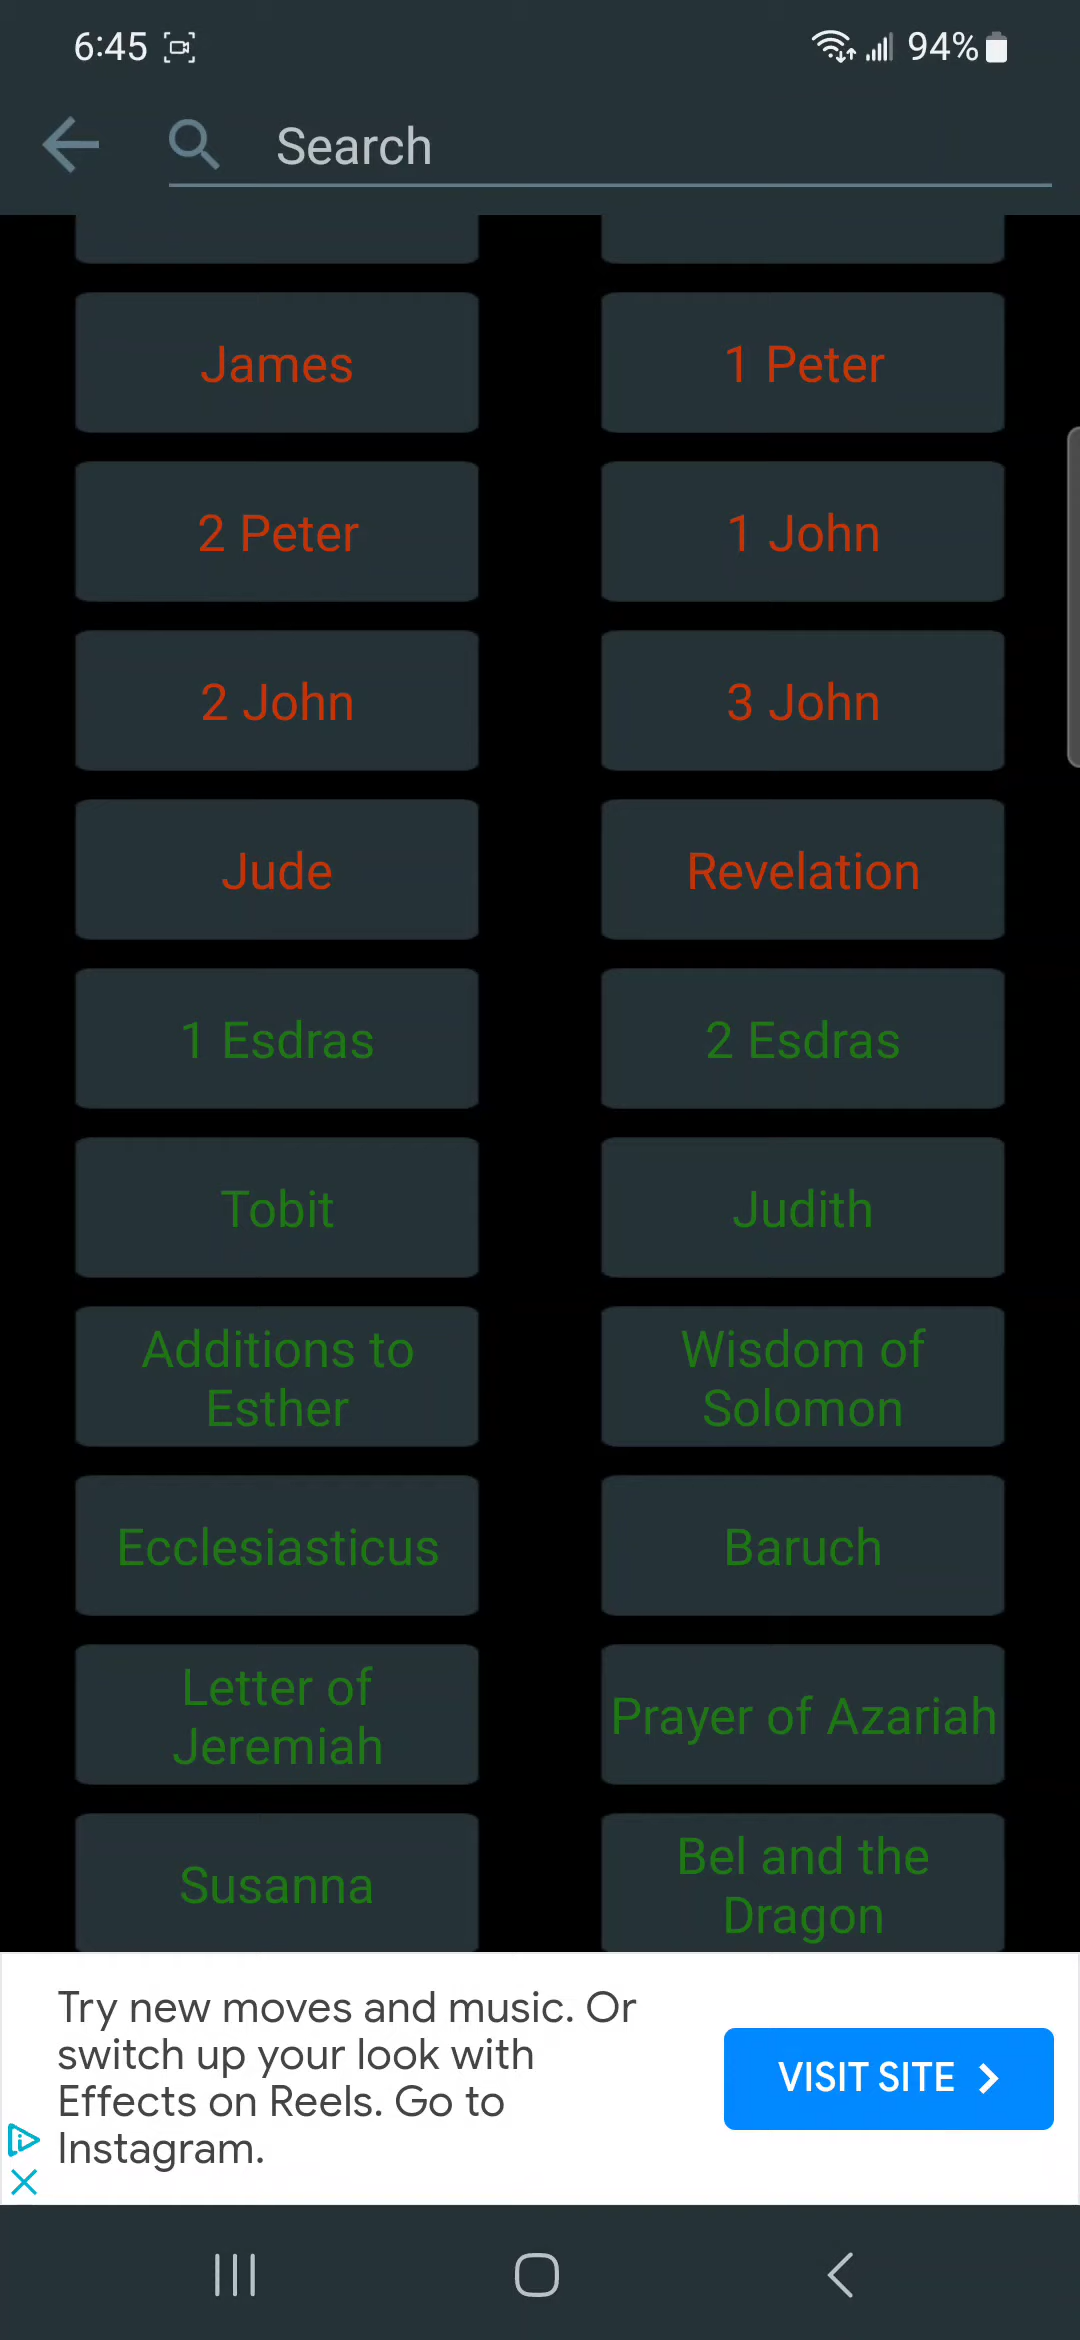 6:45 94%
Search
James 1 Peter
2 Peter 1 John
2 John 3 John
Jude Revelation
1 Esdras 2 Esdras
Tobit Judith
Additions to
Esther
Wisdom of
Solomon
Ecclesiasticus Baruch
Letter of
Jeremiah
Prayer of Azariah
Susanna
Bel and the
Dragon
Try new moves and music. Or
switch up your look with
Effects on Reels. Go to
Instagram.
VISIT SITE